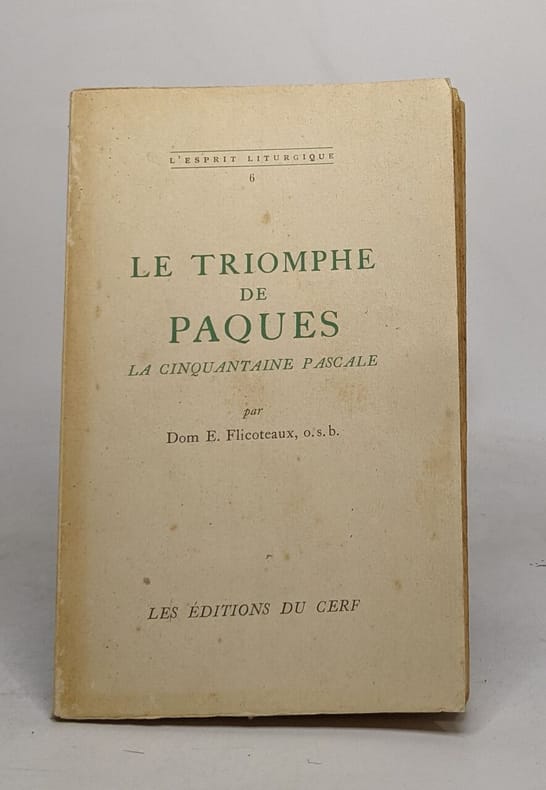 L'ESPRIT LITURGIQUE
6
LE TRIOMPHE
DE
PAQUES
LA CINQUANTAINE PASCALE
par
Dom E. Flicoteaux, o.s.b.
LES ÉDITIONS DU CERF